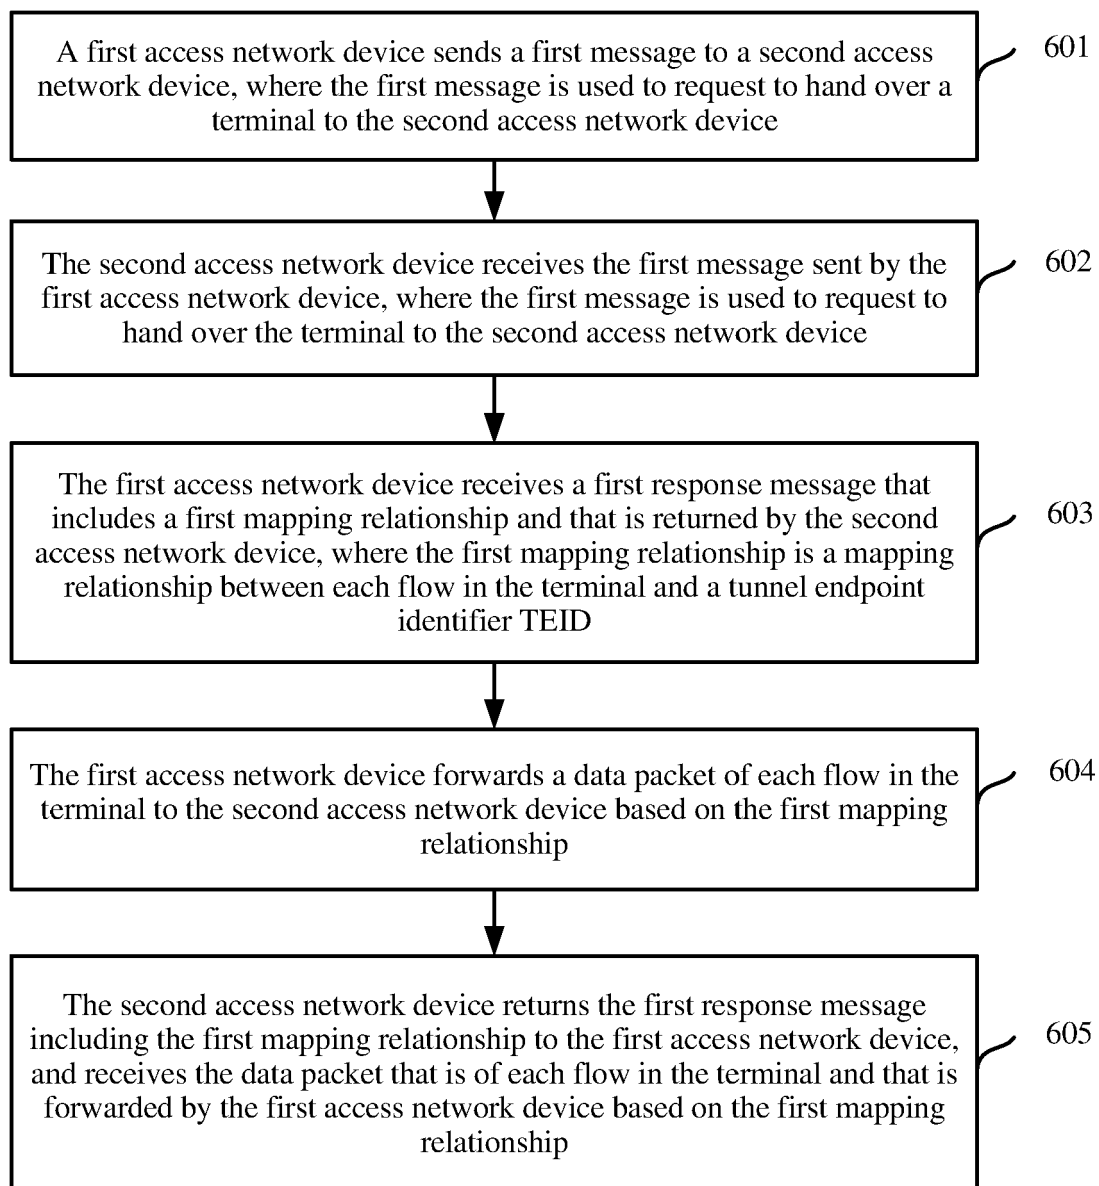 A first access network device sends a first message to a second access
network device, where the first message is used to request to hand over a
terminal to the second access network device
601
The second access network device receives the first message sent by the
first access network device, where the first message is used to request to
hand over the terminal to the second access network device
602
The first access network device receives a first response message that
includes a first mapping relationship and that is returned by the second
access network device, where the first mapping relationship is a mapping
relationship between each flow in the terminal and a tunnel endpoint
identifier TEID
603
The first access network device forwards a data packet of each flow in the
terminal to the second access network device based on the first mapping
relationship
604
The second access network device returns the first response message
including the first mapping relationship to the first access network device,
and receives the data packet that is of each flow in the terminal and that is
forwarded by the first access network device based on the first mapping
relationship
605